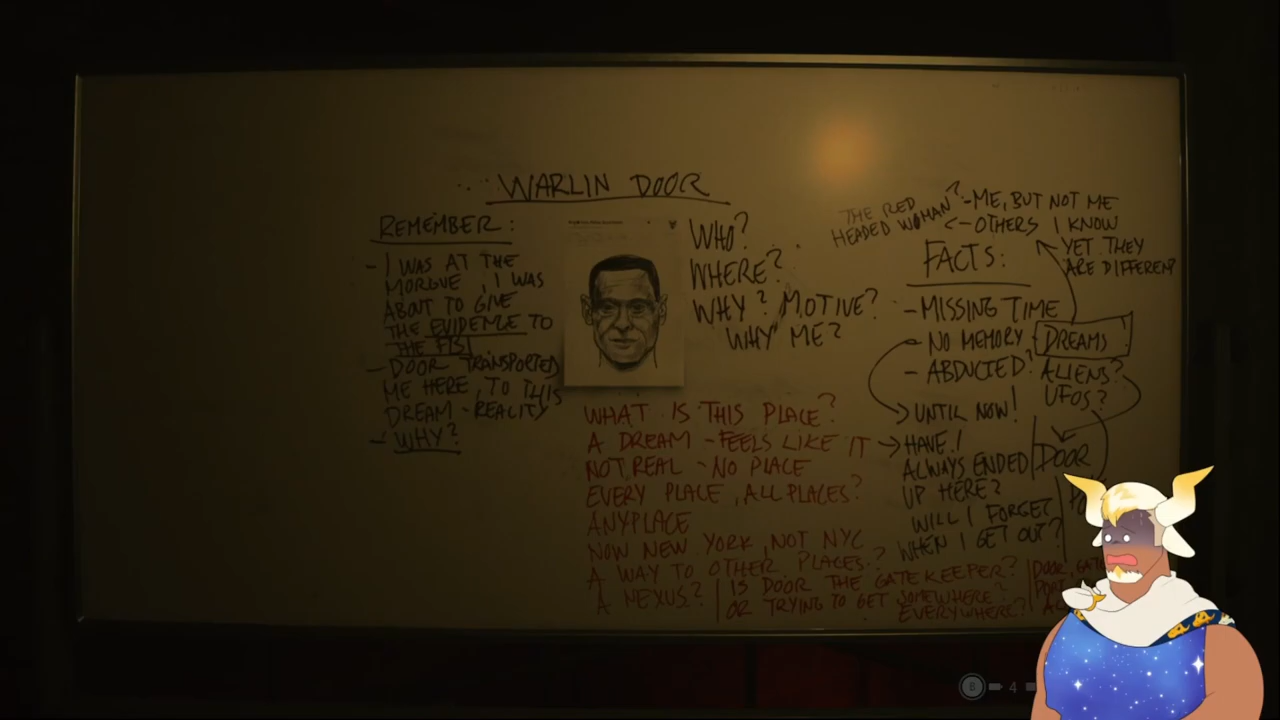 WARLIN DOOR
REMEMBER:
- I WAS AT THE
MORGUE, I WAS
ABOUT TO GIVE
THE EVIDENCE TO
THE FBI
- DOOR TRANSPORTED
ME HERE, TO THIS
DREAM-REALITY
- WHY?
WHO?
WHERE?
WHY? MOTIVE?
WHY ME?
THE RED
HEADED WOMAN?
- ME, BUT NOT ME
- OTHERS I KNOW
YET THEY
ARE DIFFERENT
FACTS:
- MISSING TIME
- NO MEMORY
DREAMS
- ABDUCTED?
ALIENS?
UFOS?
UNTIL NOW!
HAVE I
ALWAYS ENDED
UP HERE?
WILL I FORGET
WHEN I GET OUT?
DOOR
WHAT IS THIS PLACE?
A DREAM - FEELS LIKE IT
NOT REAL - NO PLACE
EVERY PLACE, ALL PLACES?
ANYPLACE
NOW NEW YORK, NOT NYC
A WAY TO OTHER PLACES?
A NEXUS?
IS DOOR THE GATEKEEPER?
OR TRYING TO GET SOMEWHERE?
EVERYWHERE?
DOOR,
B
4